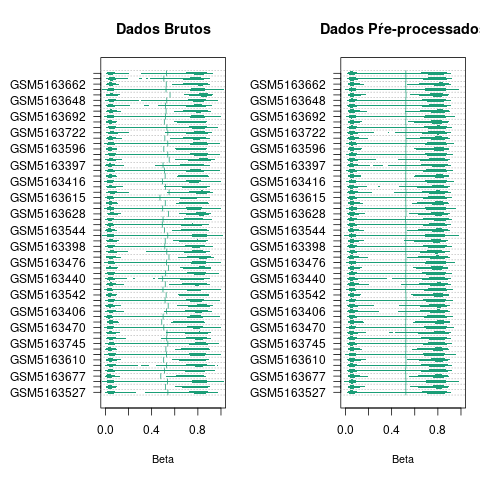 Dados Brutos
GSM5163662
GSM5163648
GSM5163692
GSM5163722
GSM5163596
GSM5163397
GSM5163416
GSM5163615
GSM5163628
GSM5163544
GSM5163398
GSM5163476
GSM5163440
GSM5163542
GSM5163406
GSM5163470
GSM5163745
GSM5163610
GSM5163677
GSM5163527
0.0 0.4 0.8
Beta
Dados Pŕe-processados
GSM5163662
GSM5163648
GSM5163692
GSM5163722
GSM5163596
GSM5163397
GSM5163416
GSM5163615
GSM5163628
GSM5163544
GSM5163398
GSM5163476
GSM5163440
GSM5163542
GSM5163406
GSM5163470
GSM5163745
GSM5163610
GSM5163677
GSM5163527
0.0 0.4 0.8
Beta